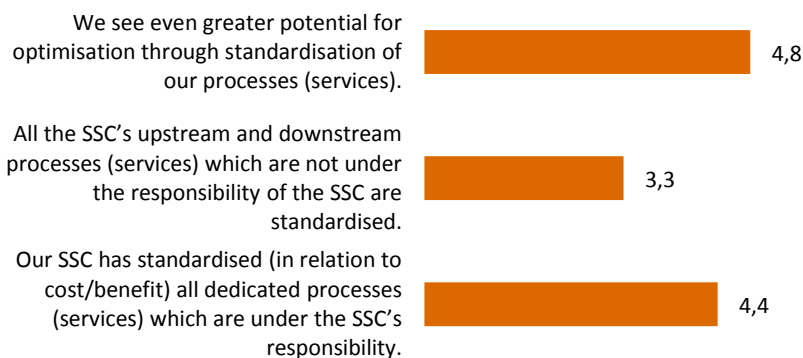 We see even greater potential for
optimisation through standardisation of
our processes (services).
4,8
All the SSC's upstream and downstream
processes (services) which are not under
the responsibility of the SSC are
standardised.
3,3
Our SSC has standardised (in relation to
cost/benefit) all dedicated processes
(services) which are under the SSC's
responsibility.
4,4